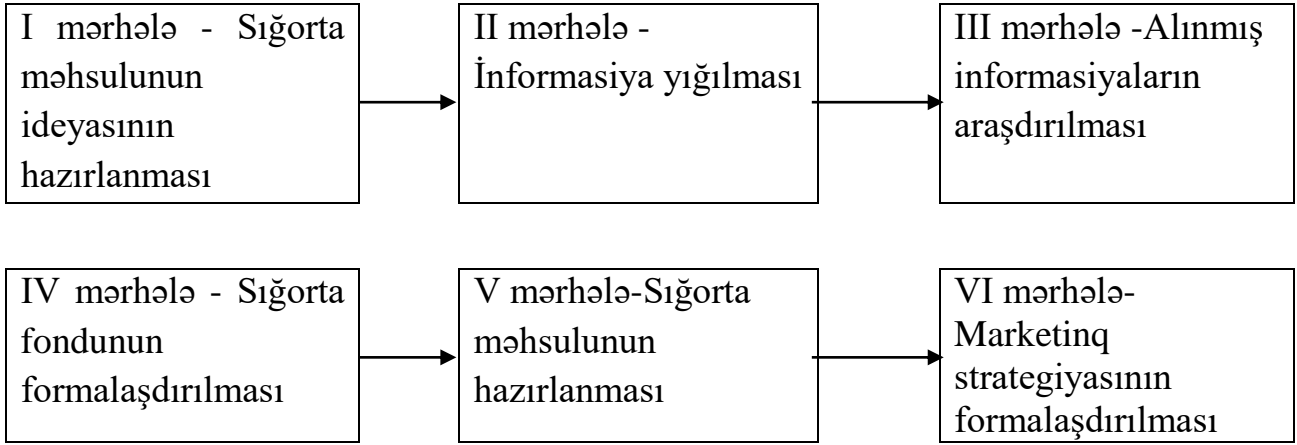 I mərhələ - Sığorta
məhsulunun
ideyasının
hazırlanması
II mərhələ -
İnformasiya yığılması
III mərhələ -Alınmış
informasiyaların
araşdırılması
IV mərhələ - Sığorta
fondunun
formalaşdırılması
V mərhələ-Sığorta
məhsulunun
hazırlanması
VI mərhələ-
Marketinq
strategiyasının
formalaşdırılması